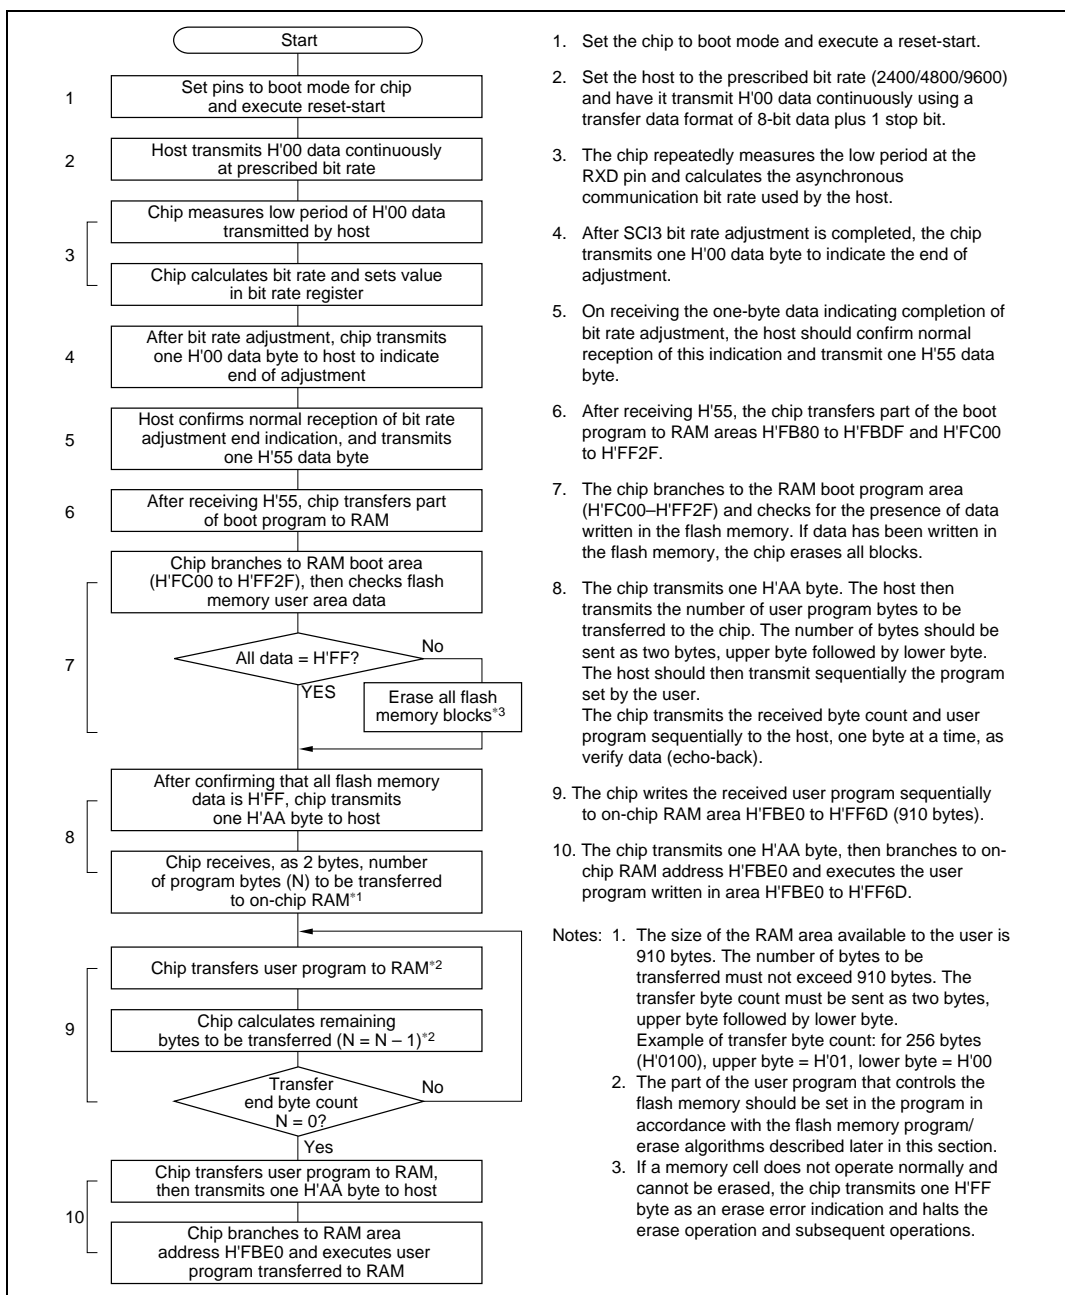 Start
1
Set pins to boot mode for chip
and execute reset-start
2
Host transmits H'00 data continuously
at prescribed bit rate
3
Chip measures low period of H'00 data
transmitted by host
Chip calculates bit rate and sets value
in bit rate register
4
After bit rate adjustment, chip transmits
one H'00 data byte to host to indicate
end of adjustment
5
Host confirms normal reception of bit rate
adjustment end indication, and transmits
one H'55 data byte
6
After receiving H'55, chip transfers part
of boot program to RAM
7
Chip branches to RAM boot area
(H'FC00 to H'FF2F), then checks flash
memory user area data
All data = H'FF?
No
YES
Erase all flash
memory blocks*3
8
After confirming that all flash memory
data is H'FF, chip transmits
one H'AA byte to host
Chip receives, as 2 bytes, number
of program bytes (N) to be transferred
to on-chip RAM*1
9
Chip transfers user program to RAM*2
Chip calculates remaining
bytes to be transferred (N = N – 1)*2
Transfer
end byte count
N = 0?
No
Yes
10
Chip transfers user program to RAM,
then transmits one H'AA byte to host
Chip branches to RAM area
address H'FBE0 and executes user
program transferred to RAM
1. Set the chip to boot mode and execute a reset-start.
2. Set the host to the prescribed bit rate (2400/4800/9600)
and have it transmit H'00 data continuously using a
transfer data format of 8-bit data plus 1 stop bit.
3. The chip repeatedly measures the low period at the
RXD pin and calculates the asynchronous
communication bit rate used by the host.
4. After SCI3 bit rate adjustment is completed, the chip
transmits one H'00 data byte to indicate the end of
adjustment.
5. On receiving the one-byte data indicating completion of
bit rate adjustment, the host should confirm normal
reception of this indication and transmit one H'55 data
byte.
6. After receiving H'55, the chip transfers part of the boot
program to RAM areas H'FB80 to H'FBDF and H'FC00
to H'FF2F.
7. The chip branches to the RAM boot program area
(H'FC00–H'FF2F) and checks for the presence of data
written in the flash memory. If data has been written in
the flash memory, the chip erases all blocks.
8. The chip transmits one H'AA byte. The host then
transmits the number of user program bytes to be
transferred to the chip. The number of bytes should be
sent as two bytes, upper byte followed by lower byte.
The host should then transmit sequentially the program
set by the user.
The chip transmits the received byte count and user
program sequentially to the host, one byte at a time, as
verify data (echo-back).
9. The chip writes the received user program sequentially
to on-chip RAM area H'FBE0 to H'FF6D (910 bytes).
10. The chip transmits one H'AA byte, then branches to on-
chip RAM address H'FBE0 and executes the user
program written in area H'FBE0 to H'FF6D.
Notes: 1. The size of the RAM area available to the user is
910 bytes. The number of bytes to be
transferred must not exceed 910 bytes. The
transfer byte count must be sent as two bytes,
upper byte followed by lower byte.
Example of transfer byte count: for 256 bytes
(H'0100), upper byte = H'01, lower byte = H'00
2. The part of the user program that controls the
flash memory should be set in the program in
accordance with the flash memory program/
erase algorithms described later in this section.
3. If a memory cell does not operate normally and
cannot be erased, the chip transmits one H'FF
byte as an erase error indication and halts the
erase operation and subsequent operations.